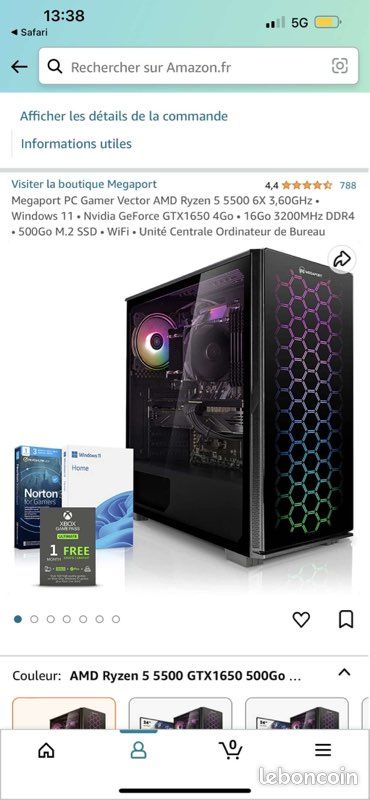 13:38
5G
◀ Safari
Rechercher sur Amazon.fr
Afficher les détails de la commande
Informations utiles
Visiter la boutique Megaport
4,4
788
Megaport PC Gamer Vector AMD Ryzen 5 5500 6X 3,60GHz •
Windows 11 • Nvidia GeForce GTX1650 4Go • 16Go 3200MHz DDR4
• 500Go M.2 SSD • WiFi • Unité Centrale Ordinateur de Bureau
MEGAPORT
Norton
for Gamers
Windows 11
Home
XBOX
GAME PASS
ULTIMATE
1 FREE
MONTH
Couleur: AMD Ryzen 5 5500 GTX1650 500Go ...
24"
24"
0
leboncoin